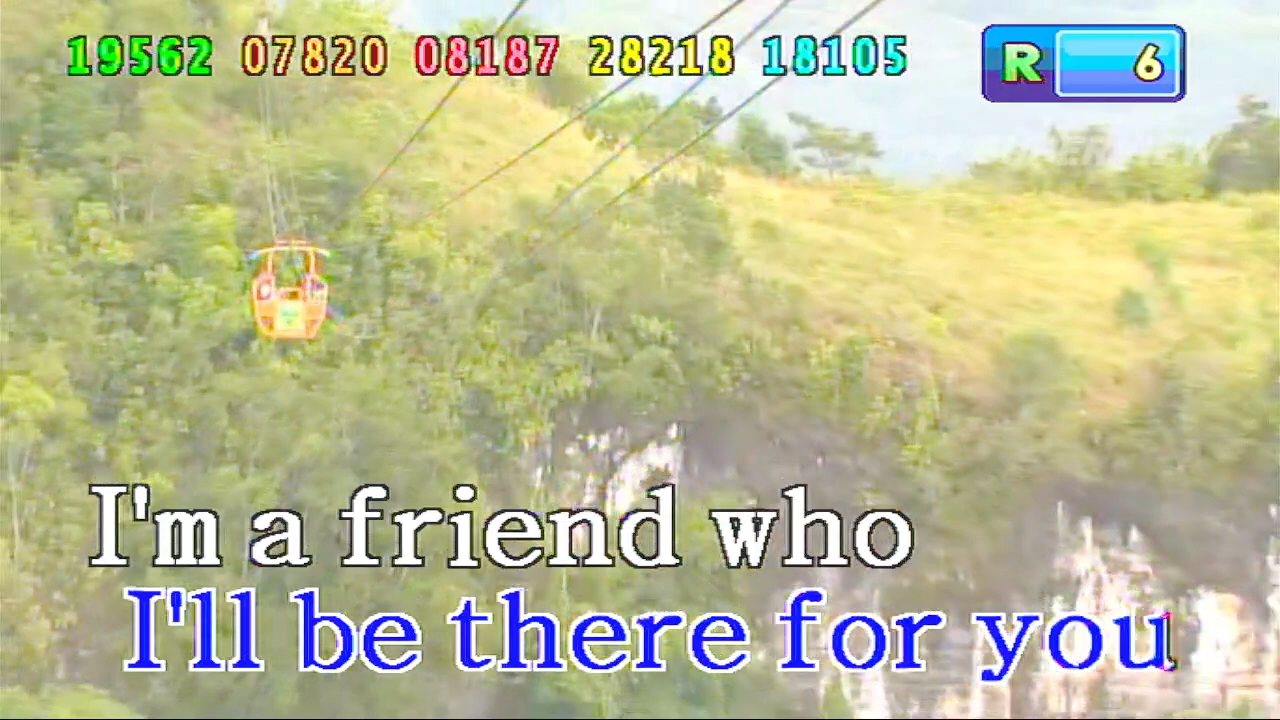 19562 07820 08187 28218 18105 R 6
I'm a friend who
I'll be there for you